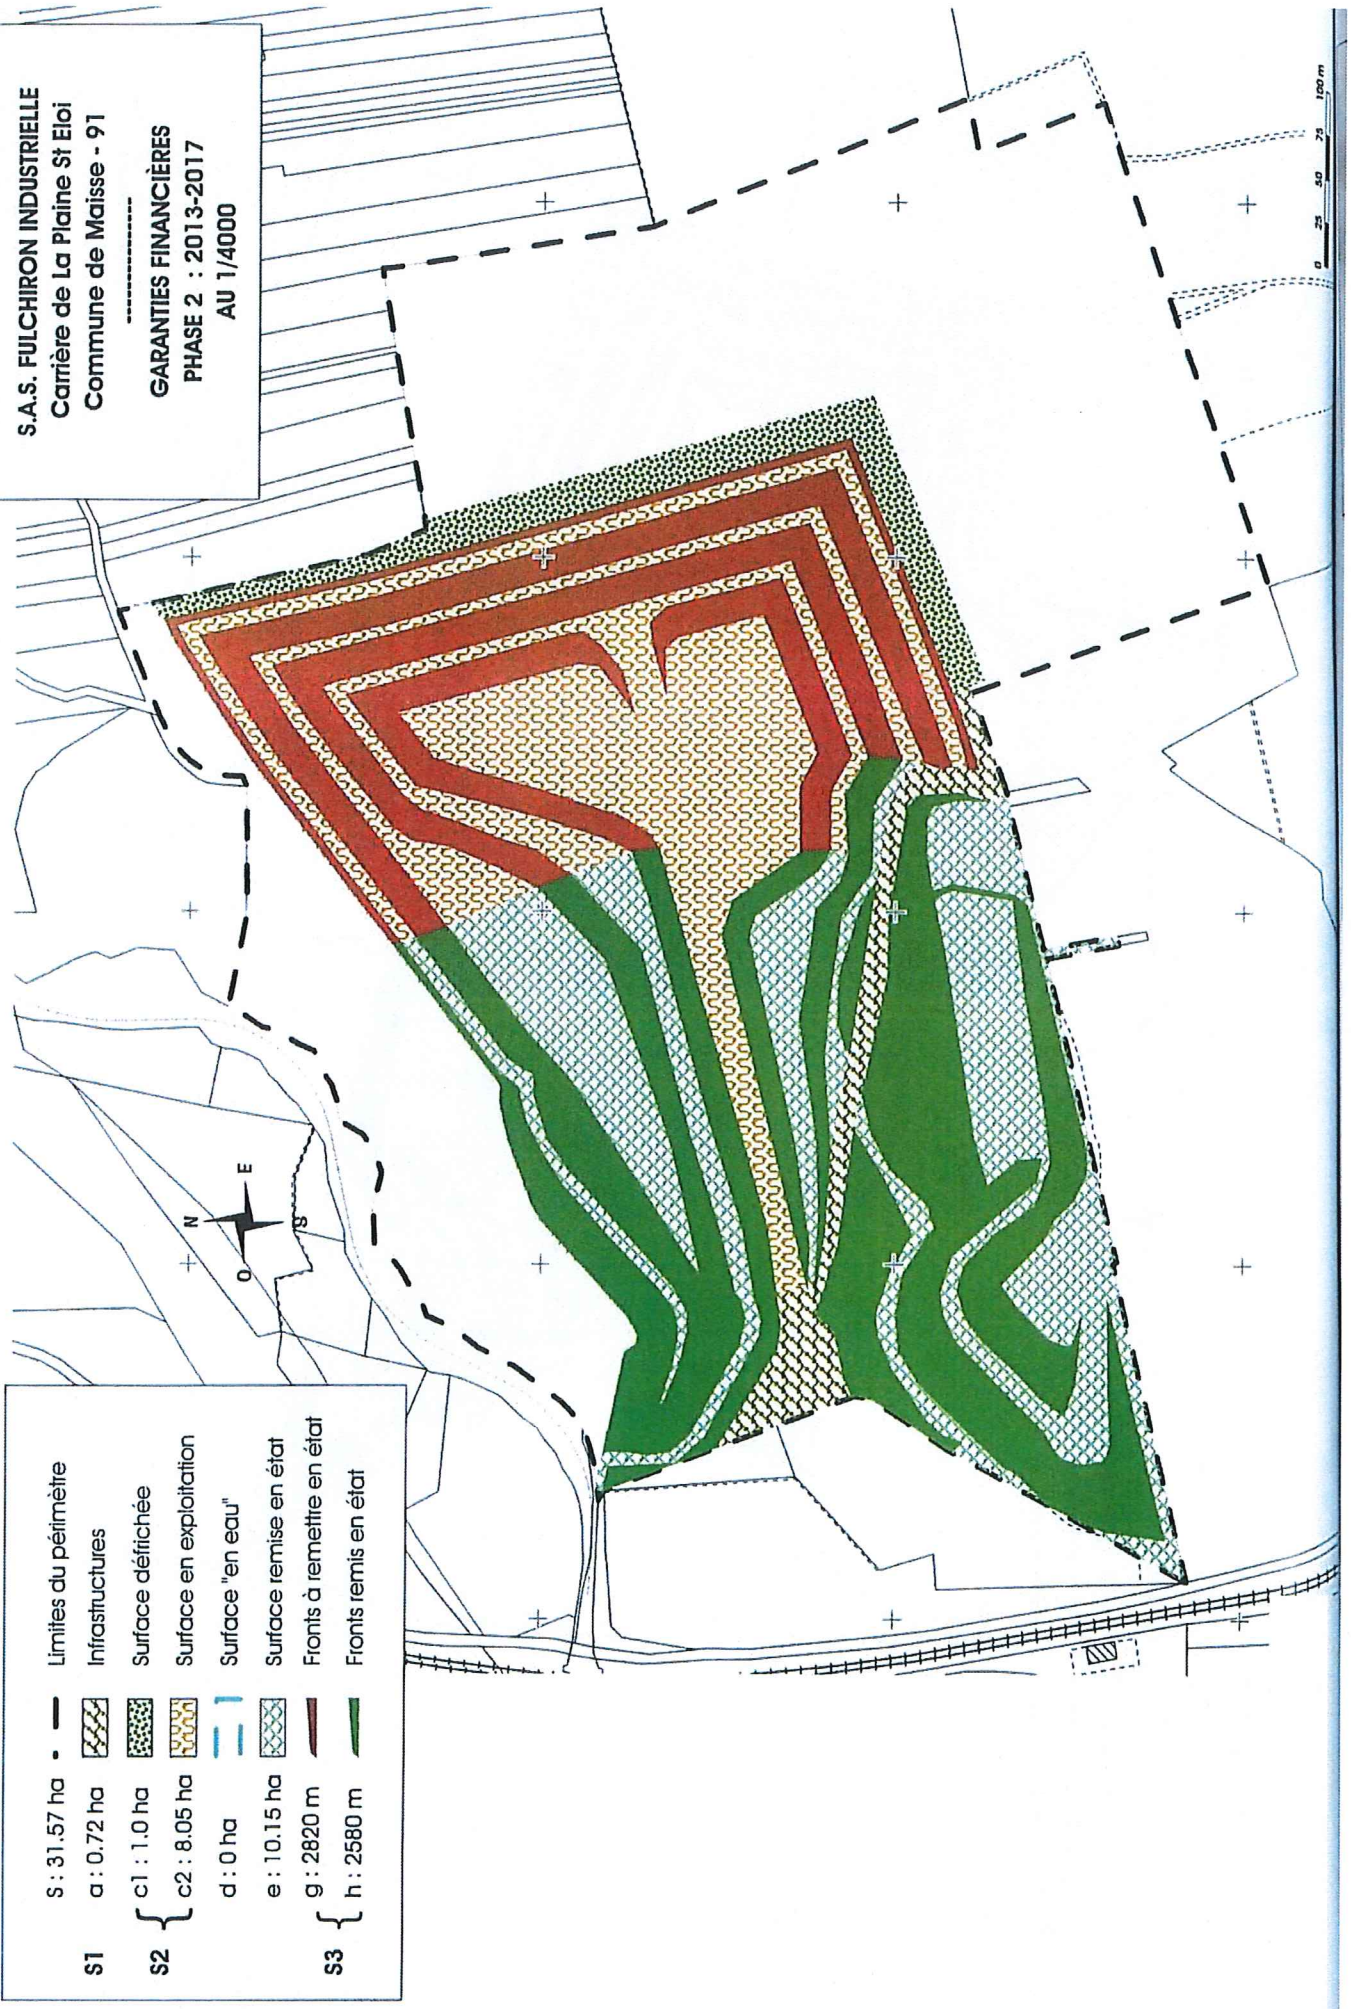 S.A.S. FULCHIRON INDUSTRIELLE
Carrière de La Plaine St Eloi
Commune de Maisse - 91
------------
GARANTIES FINANCIÈRES
PHASE 2 : 2013-2017
AU 1/4000
S : 31.57 ha Limites du périmètre
S1 a : 0.72 ha Infrastructures
S2 { c1 : 1.0 ha Surface défrichée
c2 : 8.05 ha Surface en exploitation
d : 0 ha Surface "en eau"
e : 10.15 ha Surface remise en état
S3 { g : 2820 m Fronts à remettre en état
h : 2580 m Fronts remis en état
N
O E
S
0 25 50 75 100 m